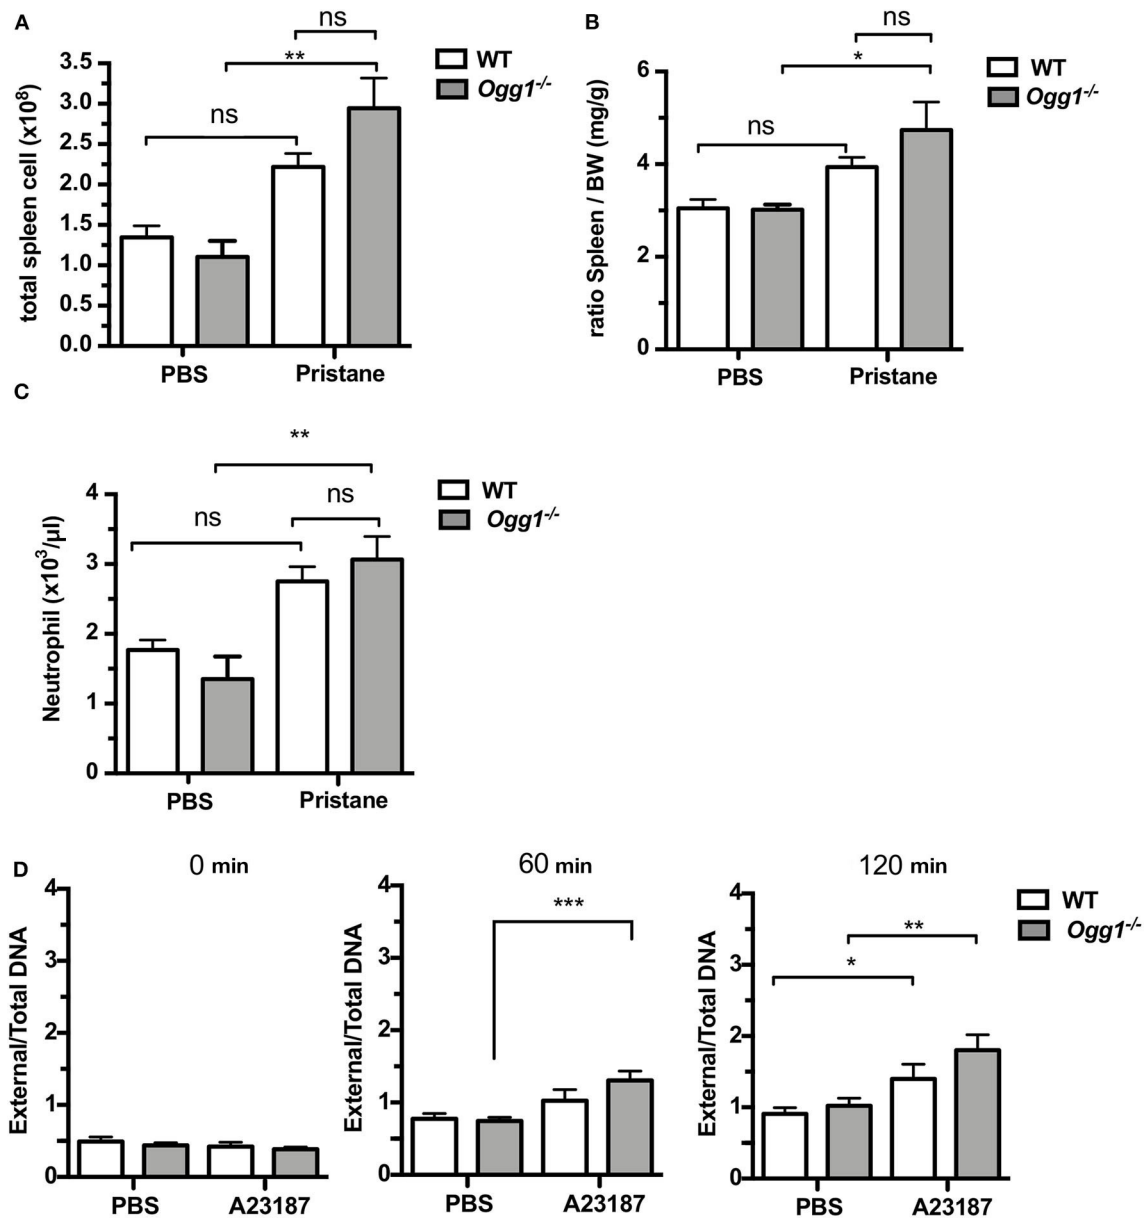 A
ns
**
ns
WT
Ogg1-/-
total spleen cell (x10⁸)
3.5
3.0
2.5
2.0
1.5
1.0
0.5
0.0
PBS Pristane
B
ns
*
ns
WT
Ogg1-/-
ratio Spleen / BW (mg/g)
6
4
2
0
PBS Pristane
C
**
ns
ns
WT
Ogg1-/-
Neutrophil (x10³/µl)
4
3
2
1
0
PBS Pristane
D
0 min
External/Total DNA
4
3
2
1
0
PBS A23187
60 min
***
External/Total DNA
4
3
2
1
0
PBS A23187
120 min
**
*
WT
Ogg1-/-
External/Total DNA
4
3
2
1
0
PBS A23187